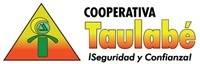 COOPERATIVA
Taulabé
¡Seguridad y Confianza!